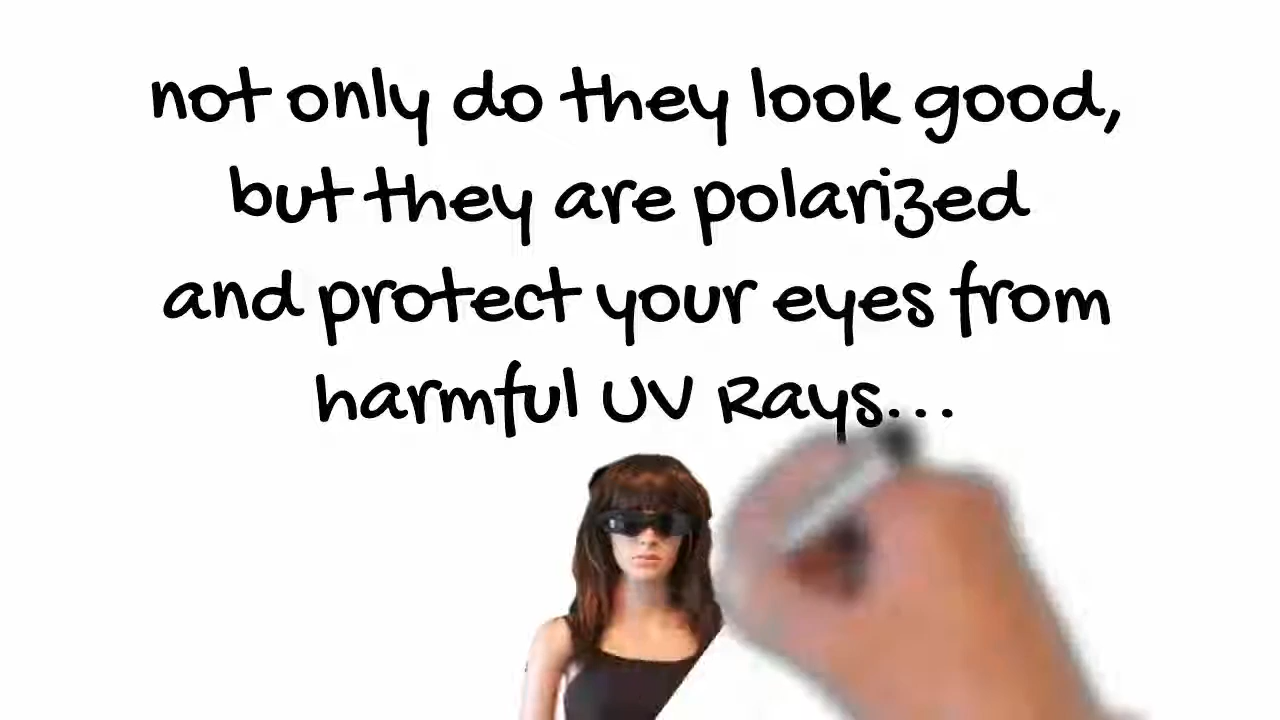 not only do they look good,
but they are polarized
and protect your eyes from
harmful UV Rays...